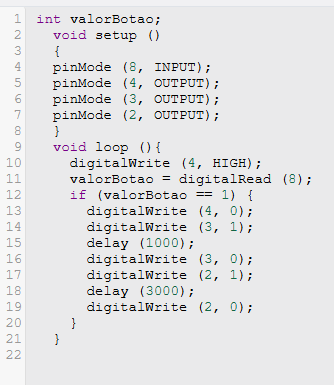 1 int valorBotao;
2 void setup ()
3 {
4 pinMode (8, INPUT);
5 pinMode (4, OUTPUT);
6 pinMode (3, OUTPUT);
7 pinMode (2, OUTPUT);
8 }
9 void loop (){
10 digitalWrite (4, HIGH);
11 valorBotao = digitalRead (8);
12 if (valorBotao == 1) {
13 digitalWrite (4, 0);
14 digitalWrite (3, 1);
15 delay (1000);
16 digitalWrite (3, 0);
17 digitalWrite (2, 1);
18 delay (3000);
19 digitalWrite (2, 0);
20 }
21 }
22